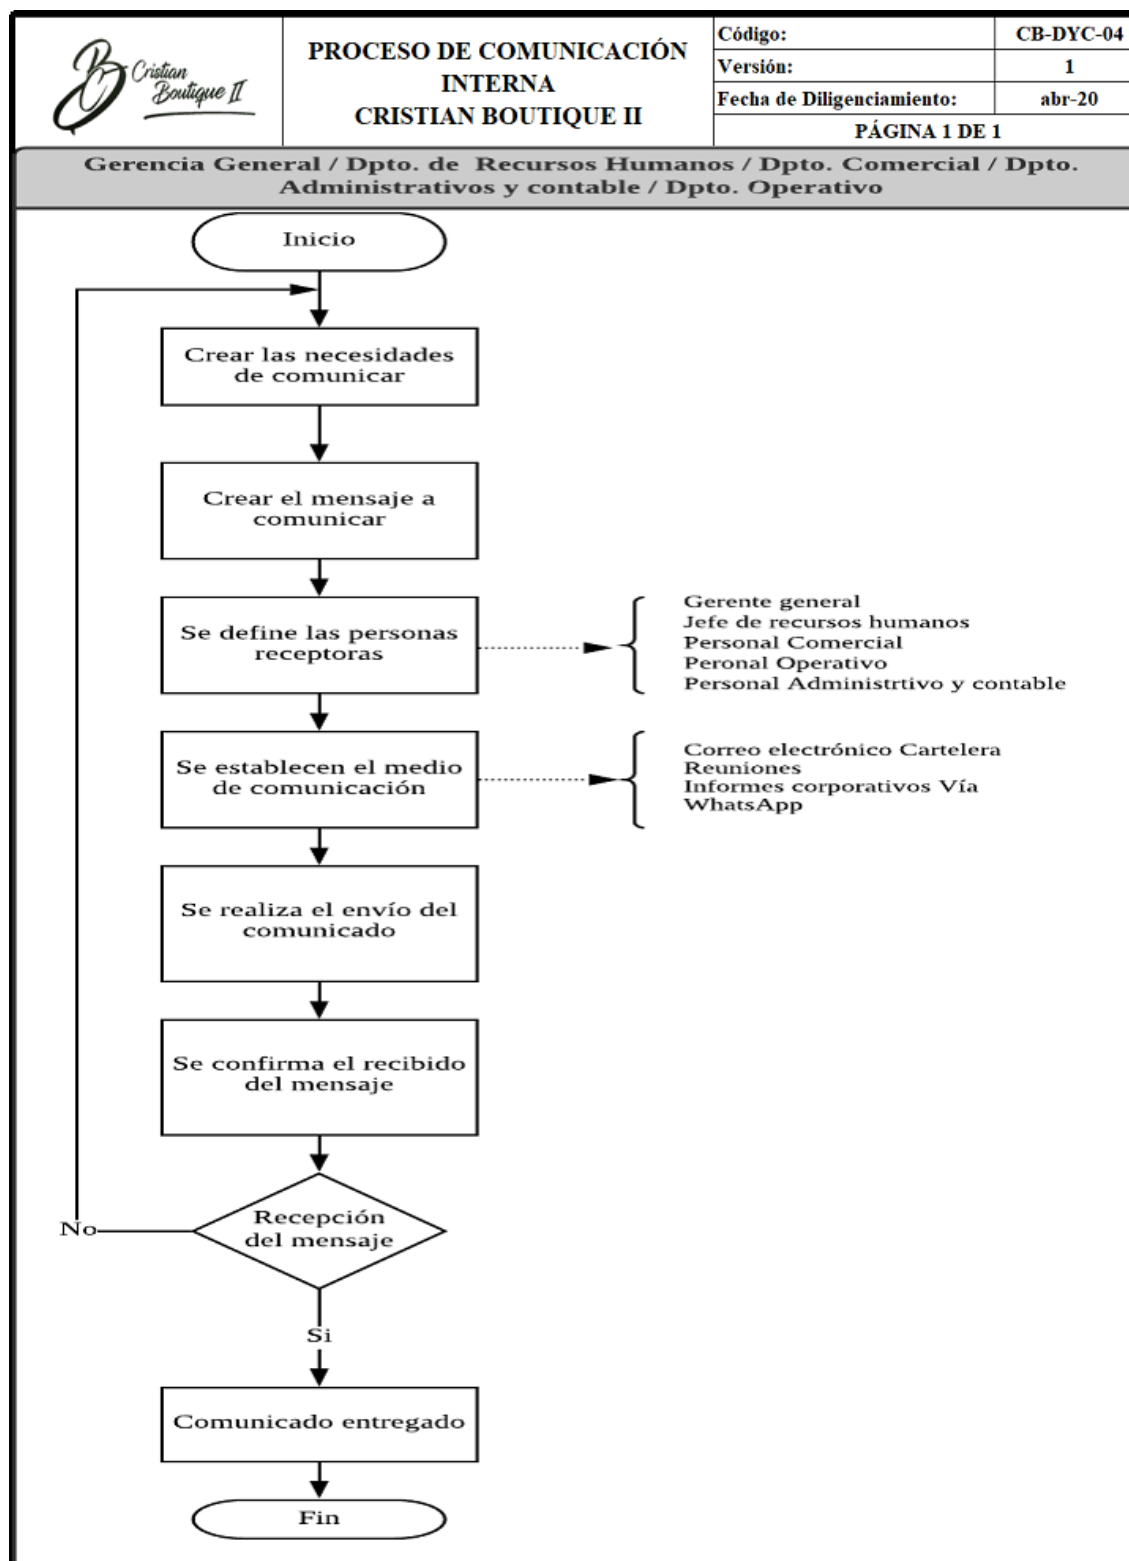 Cristian
Boutique II
PROCESO DE COMUNICACIÓN
INTERNA
CRISTIAN BOUTIQUE II
Código: CB-DYC-04
Versión: 1
Fecha de Diligenciamiento: abr-20
PÁGINA 1 DE 1
Gerencia General / Dpto. de Recursos Humanos / Dpto. Comercial / Dpto.
Administrativos y contable / Dpto. Operativo
Inicio
Crear las necesidades
de comunicar
Crear el mensaje a
comunicar
Se define las personas
receptoras
Gerente general
Jefe de recursos humanos
Personal Comercial
Peronal Operativo
Personal Administrtivo y contable
Se establecen el medio
de comunicación
Correo electrónico Cartelera
Reuniones
Informes corporativos Vía
WhatsApp
Se realiza el envío del
comunicado
Se confirma el recibido
del mensaje
Recepción
del mensaje
No
Si
Comunicado entregado
Fin